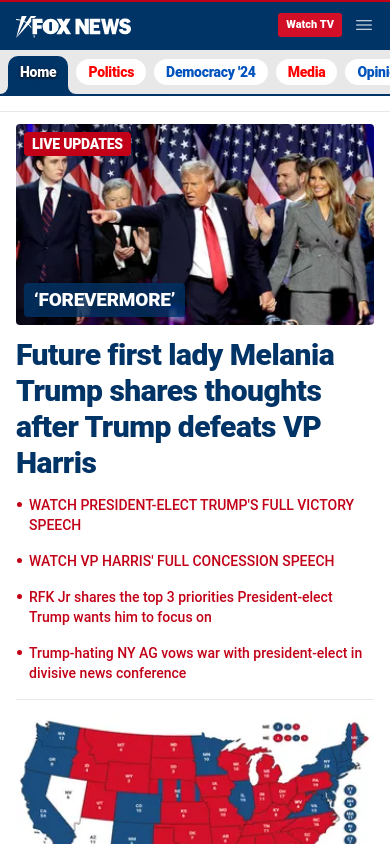 FOX NEWS
Watch TV
Home
Politics
Democracy '24
Media
Opini
LIVE UPDATES
‘FOREVERMORE’
Future first lady Melania
Trump shares thoughts
after Trump defeats VP
Harris
WATCH PRESIDENT-ELECT TRUMP'S FULL VICTORY
SPEECH
WATCH VP HARRIS' FULL CONCESSION SPEECH
RFK Jr shares the top 3 priorities President-elect
Trump wants him to focus on
Trump-hating NY AG vows war with president-elect in
divisive news conference